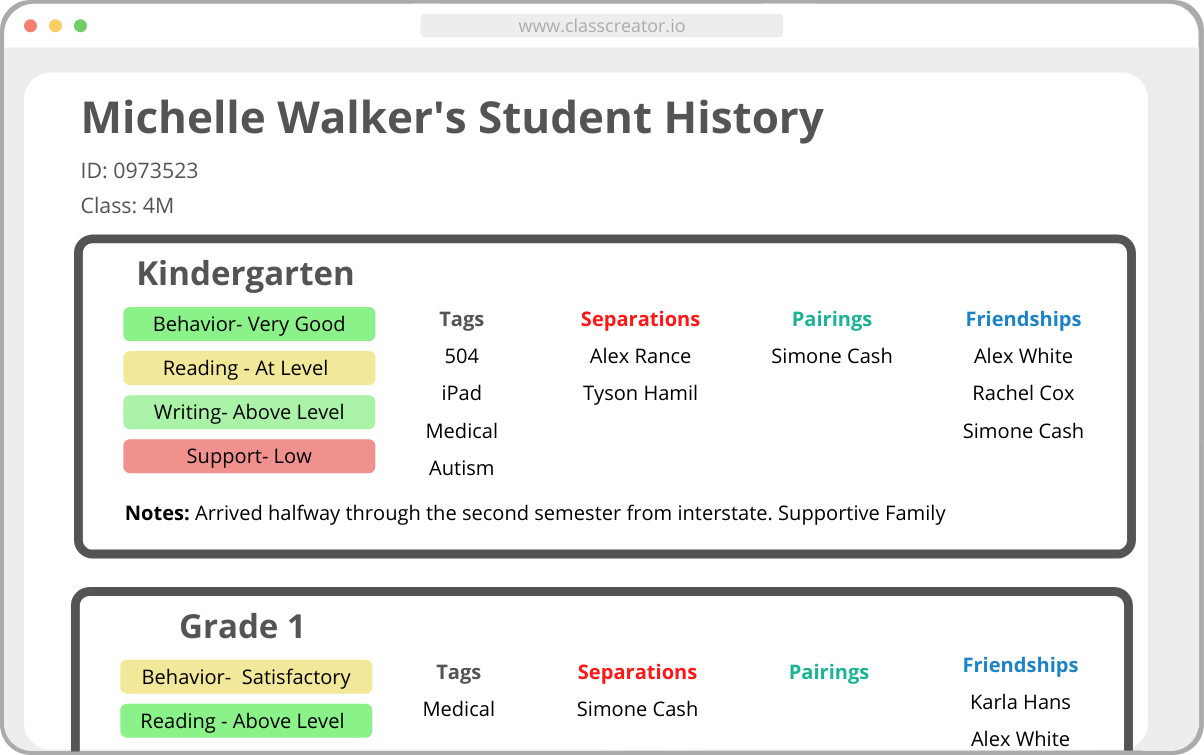 www.classcreator.io
Michelle Walker's Student History
ID: 0973523
Class: 4M
Kindergarten
Behavior- Very Good
Reading - At Level
Writing- Above Level
Support- Low
Tags
504
iPad
Medical
Autism
Separations
Alex Rance
Tyson Hamil
Pairings
Simone Cash
Friendships
Alex White
Rachel Cox
Simone Cash
Notes: Arrived halfway through the second semester from interstate. Supportive Family
Grade 1
Behavior-  Satisfactory
Reading - Above Level
Tags
Medical
Separations
Simone Cash
Pairings
Friendships
Karla Hans
Alex White